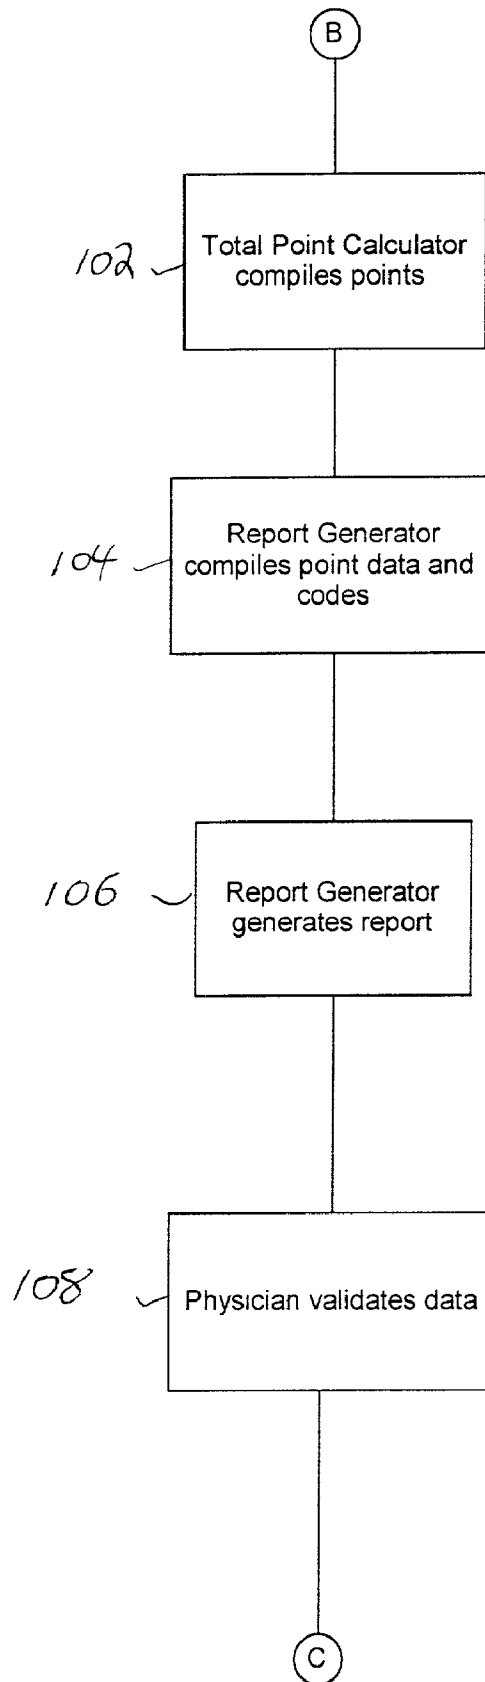 B
102
Total Point Calculator
compiles points
104
Report Generator
compiles point data and
codes
106
Report Generator
generates report
108
Physician validates data
C